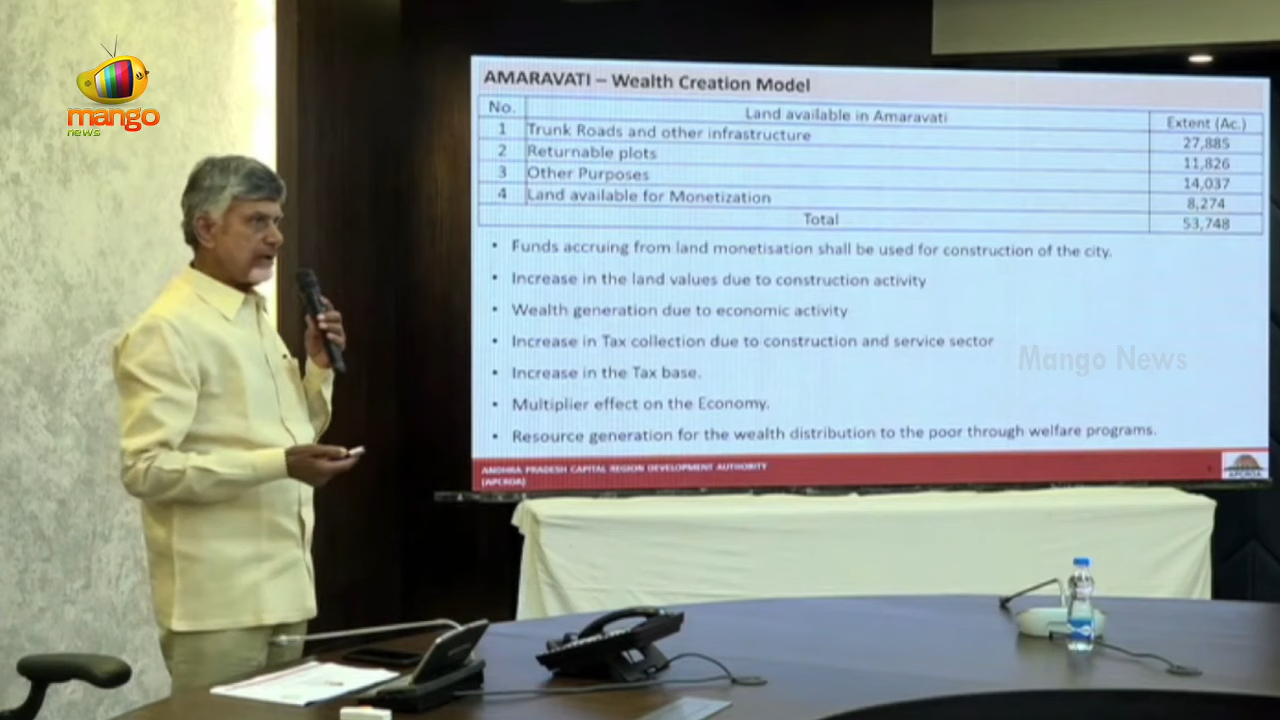 mango
news
AMARAVATI – Wealth Creation Model
No. Land available in Amaravati Extent (Ac.)
1 Trunk Roads and other infrastructure 27,885
2 Returnable plots 11,826
3 Other Purposes 14,037
4 Land available for Monetization 8,274
Total 53,748
• Funds accruing from land monetisation shall be used for construction of the city.
• Increase in the land values due to construction activity
• Wealth generation due to economic activity
• Increase in Tax collection due to construction and service sector
Mango News
• Increase in the Tax base.
• Multiplier effect on the Economy.
• Resource generation for the wealth distribution to the poor through welfare programs.
ANDHRA PRADESH CAPITAL REGION DEVELOPMENT AUTHORITY
(APCRDA)
APCRDA